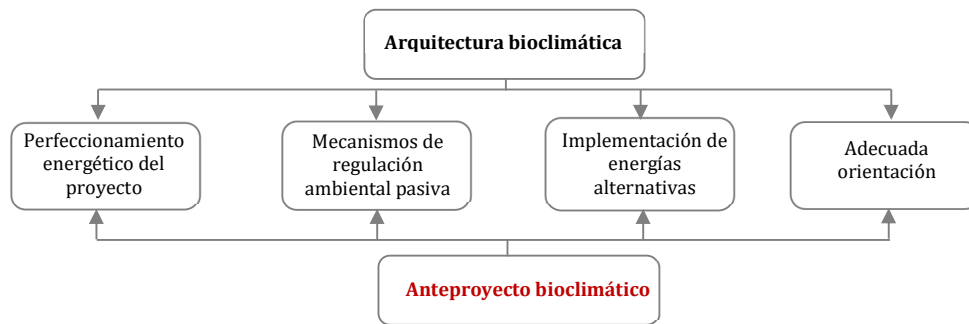 Arquitectura bioclimática
Perfeccionamiento
energético del
proyecto
Mecanismos de
regulación
ambiental pasiva
Implementación de
energías
alternativas
Adecuada
orientación
Anteproyecto bioclimático